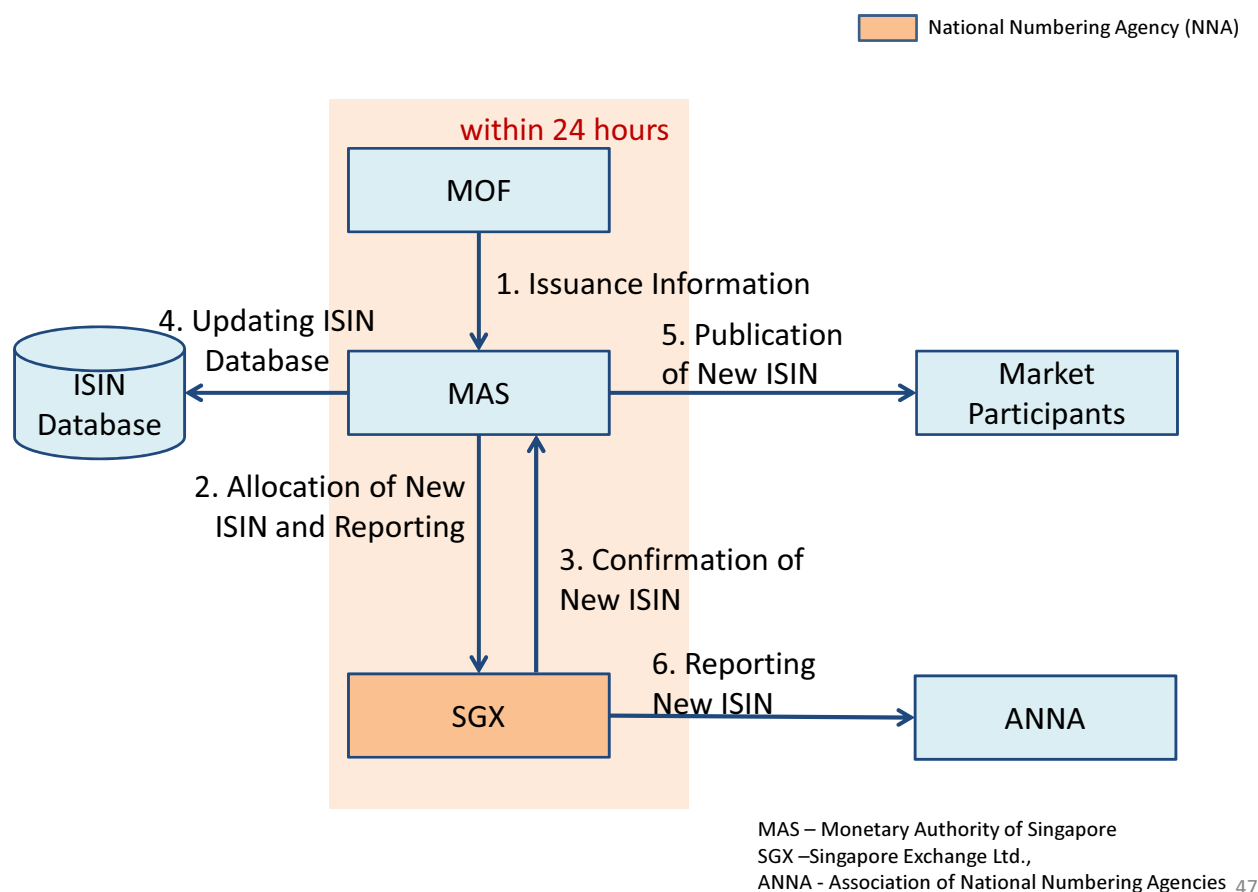 National Numbering Agency (NNA)
within 24 hours
MOF
1. Issuance Information
4. Updating ISIN
Database
5. Publication
of New ISIN
ISIN
Database
MAS
Market
Participants
2. Allocation of New
ISIN and Reporting
3. Confirmation of
New ISIN
6. Reporting
New ISIN
SGX
ANNA
MAS – Monetary Authority of Singapore
SGX –Singapore Exchange Ltd.,
ANNA - Association of National Numbering Agencies
47